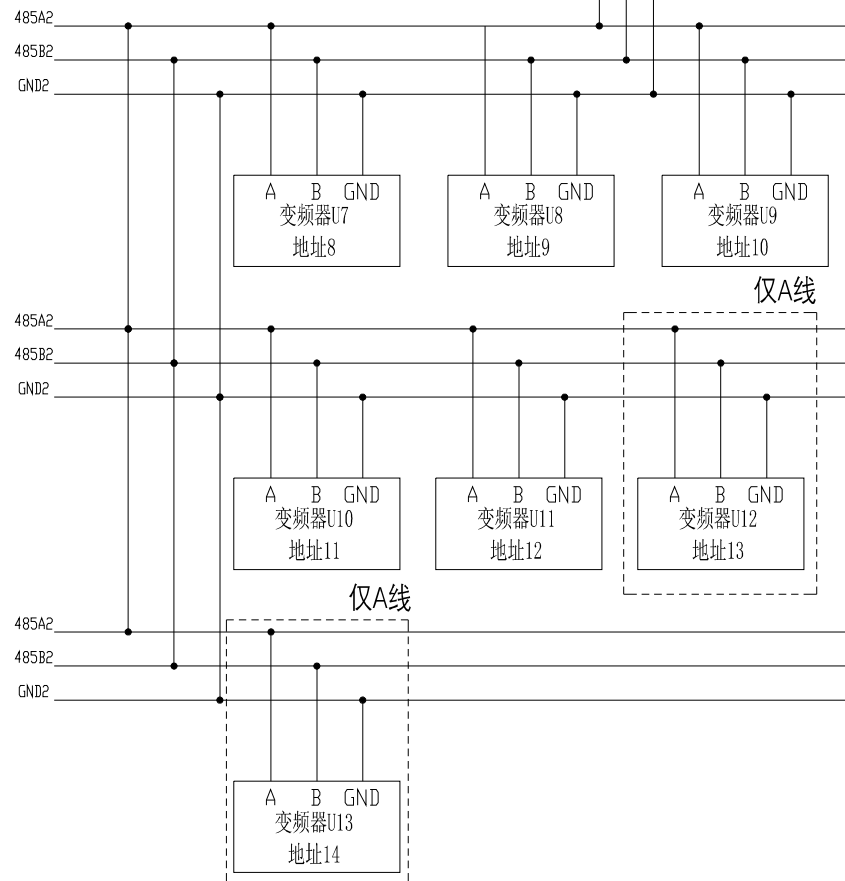 485A2
485B2
GND2
A B GND
变频器U7
地址8
A B GND
变频器U8
地址9
A B GND
变频器U9
地址10
仅A线
485A2
485B2
GND2
A B GND
变频器U10
地址11
A B GND
变频器U11
地址12
A B GND
变频器U12
地址13
仅A线
485A2
485B2
GND2
A B GND
变频器U13
地址14